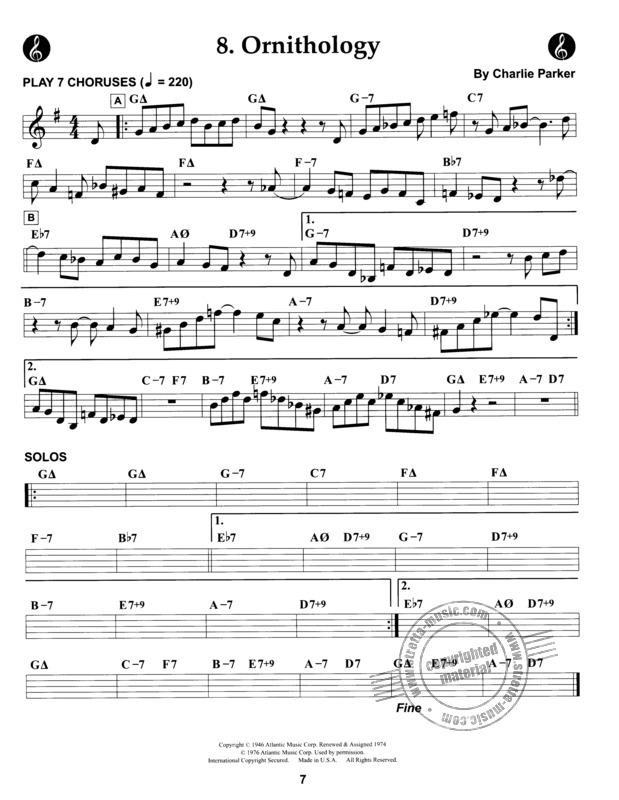 8. Ornithology
PLAY 7 CHORUSES (♩ = 220)
By Charlie Parker
A GΔ GΔ G–7 C7
4 4
FΔ FΔ F–7 B♭7
B
E♭7 AØ D7+9 1. G–7 D7+9
B–7 E7+9 A–7 D7+9
2.
GΔ C–7 F7 B–7 E7+9 A–7 D7 GΔ E7+9 A–7 D7
SOLOS
GΔ GΔ G–7 C7 FΔ FΔ
1.
F–7 B♭7 E♭7 AØ D7+9 G–7 D7+9
2.
B–7 E7+9 A–7 D7+9 E♭7 AØ D7+9
GΔ C–7 F7 B–7 E7+9 A–7 D7 GΔ E7+9 A–7 D7
Fine
www.stretta-music.com
copyrighted
material
www.stretta-music.com
Copyright © 1946 Atlantic Music Corp. Renewed & Assigned 1974
© 1976 Atlantic Music Corp. Used by permission.
International Copyright Secured. Made in U.S.A. All Rights Reserved.
7